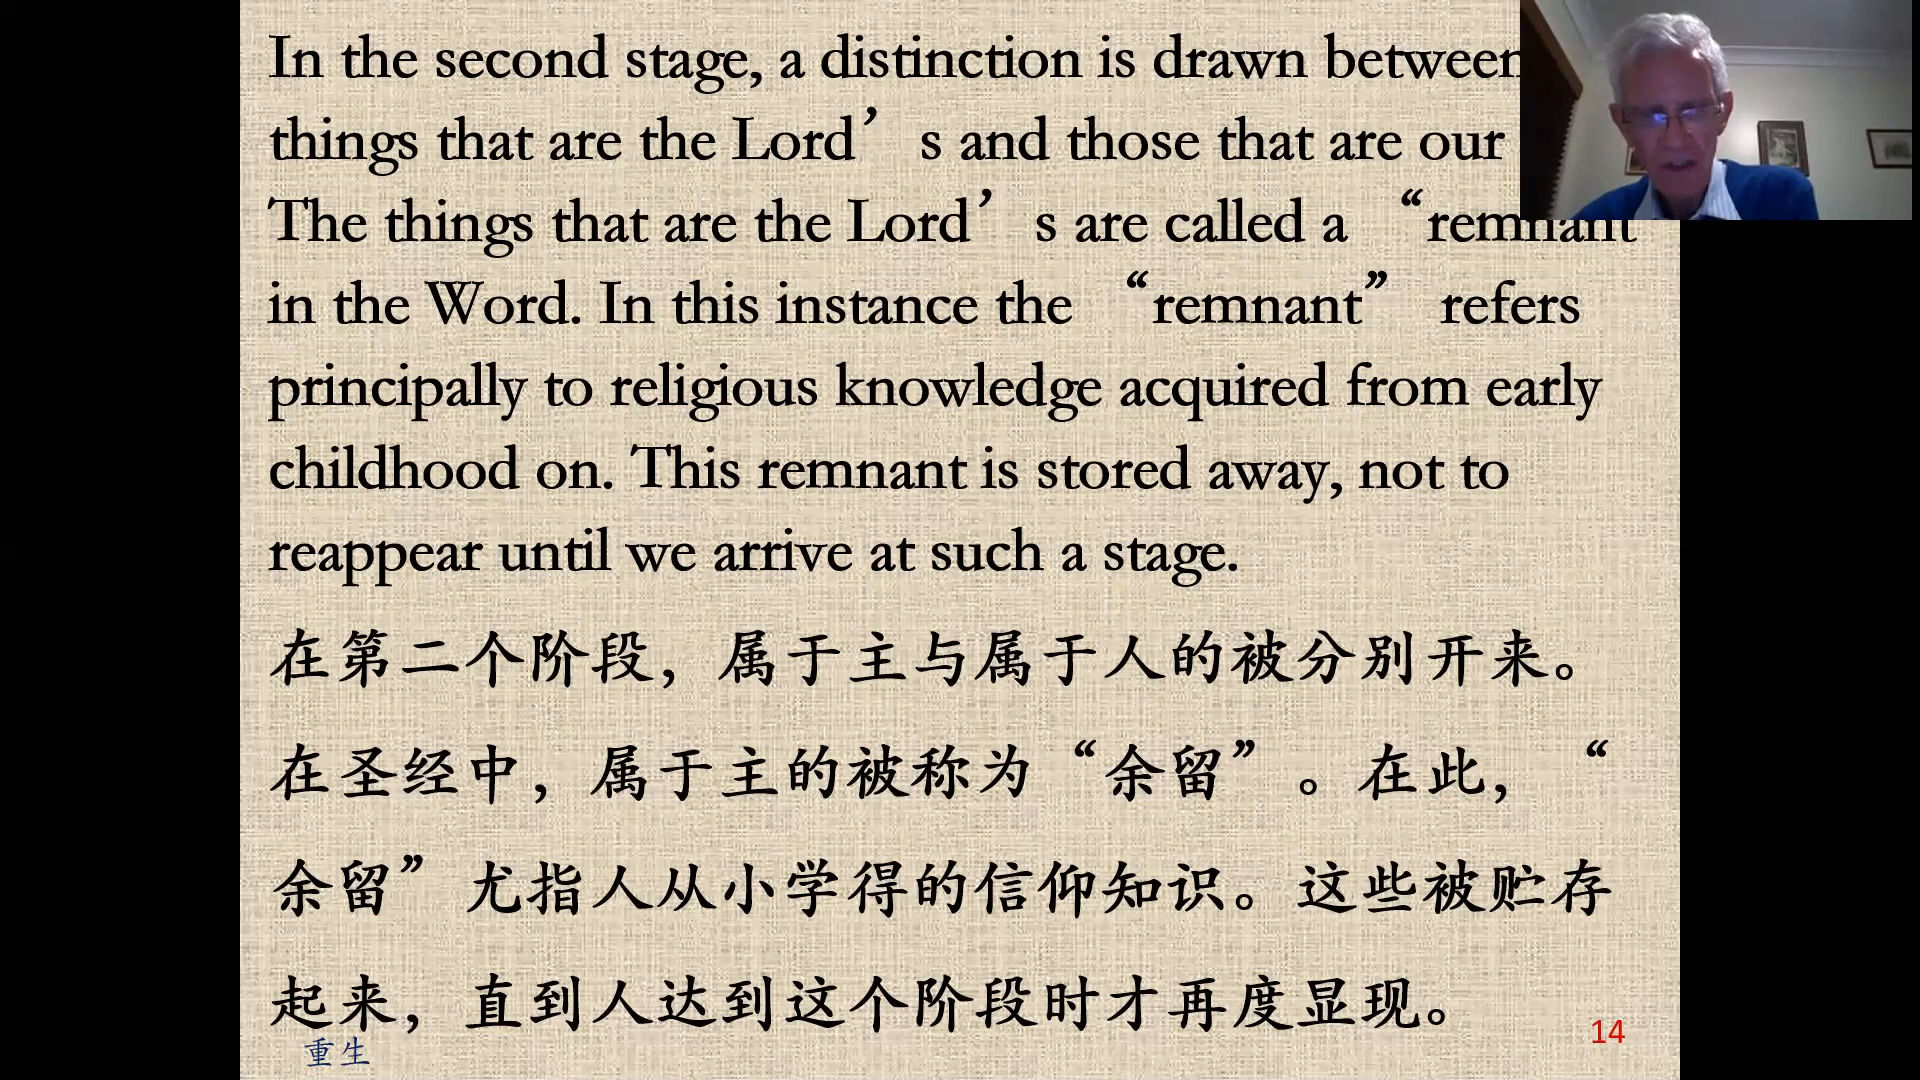 In the second stage, a distinction is drawn between
things that are the Lord’s and those that are our
The things that are the Lord’s are called a “remnant
in the Word. In this instance the “remnant” refers
principally to religious knowledge acquired from early
childhood on. This remnant is stored away, not to
reappear until we arrive at such a stage.
在第二个阶段，属于主与属于人的被分别开来。
在圣经中，属于主的被称为“余留”。在此，“
余留”尤指人从小学得的信仰知识。这些被贮存
起来，直到人达到这个阶段时才再度显现。
重生
14